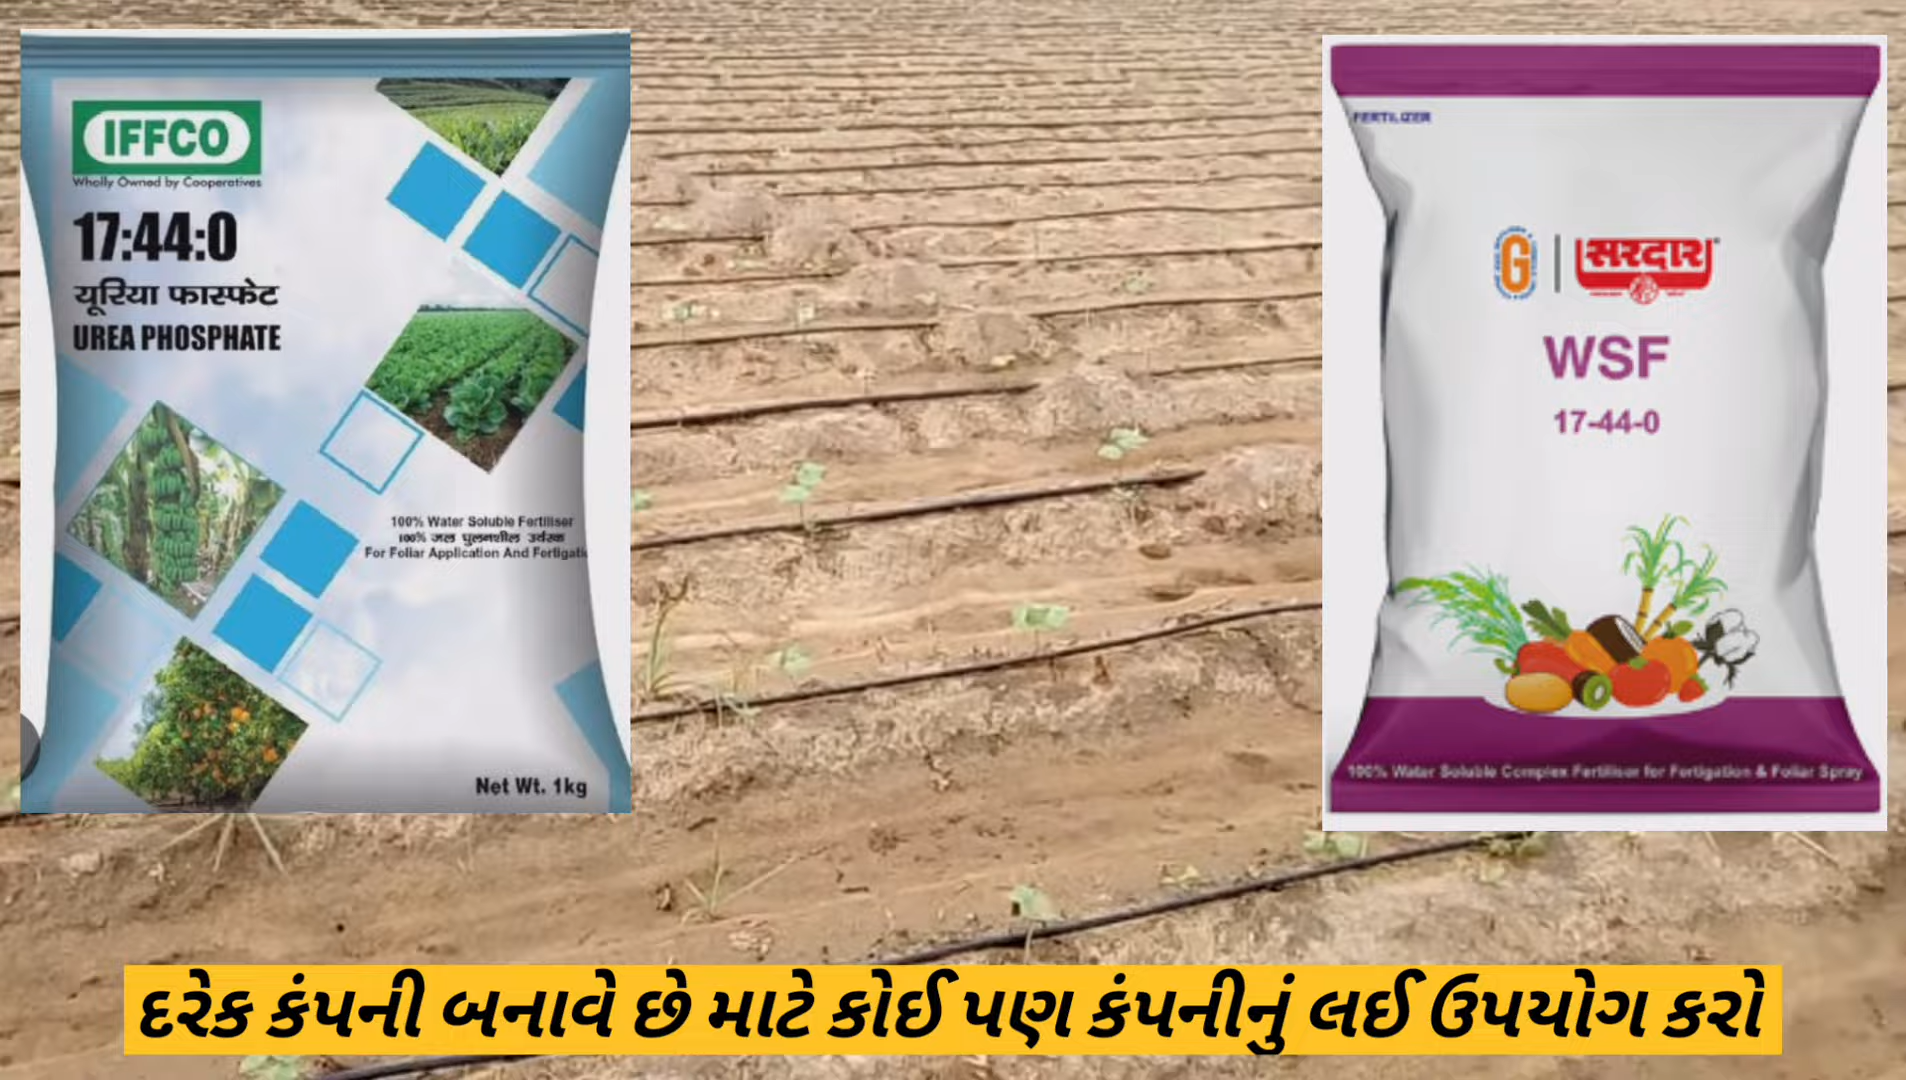 IFFCO
Wholly Owned by Cooperatives
17:44:0
यूरिया फास्फेट
UREA PHOSPHATE
100% Water Soluble Fertiliser
100% जल घुलनशील उर्वरक
For Foliar Application And Fertigati
Net Wt. 1kg
FERTILIZER
G
સરદાર
WSF
17-44-0
100% Water Soluble Complex Fertiliser for Fertigation & Foliar Spray
દરેક કંપની બનાવે છે માટે કોઈ પણ કંપનીનું લઈ ઉપયોગ કરો